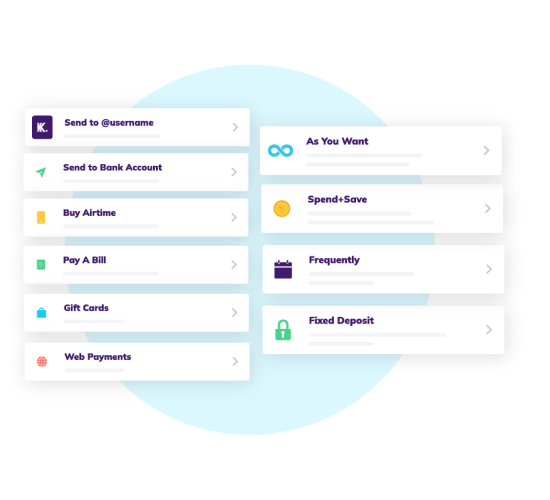 K.
Send to @username
Send to Bank Account
Buy Airtime
Pay A Bill
Gift Cards
Web Payments
As You Want
Spend+Save
Frequently
Fixed Deposit